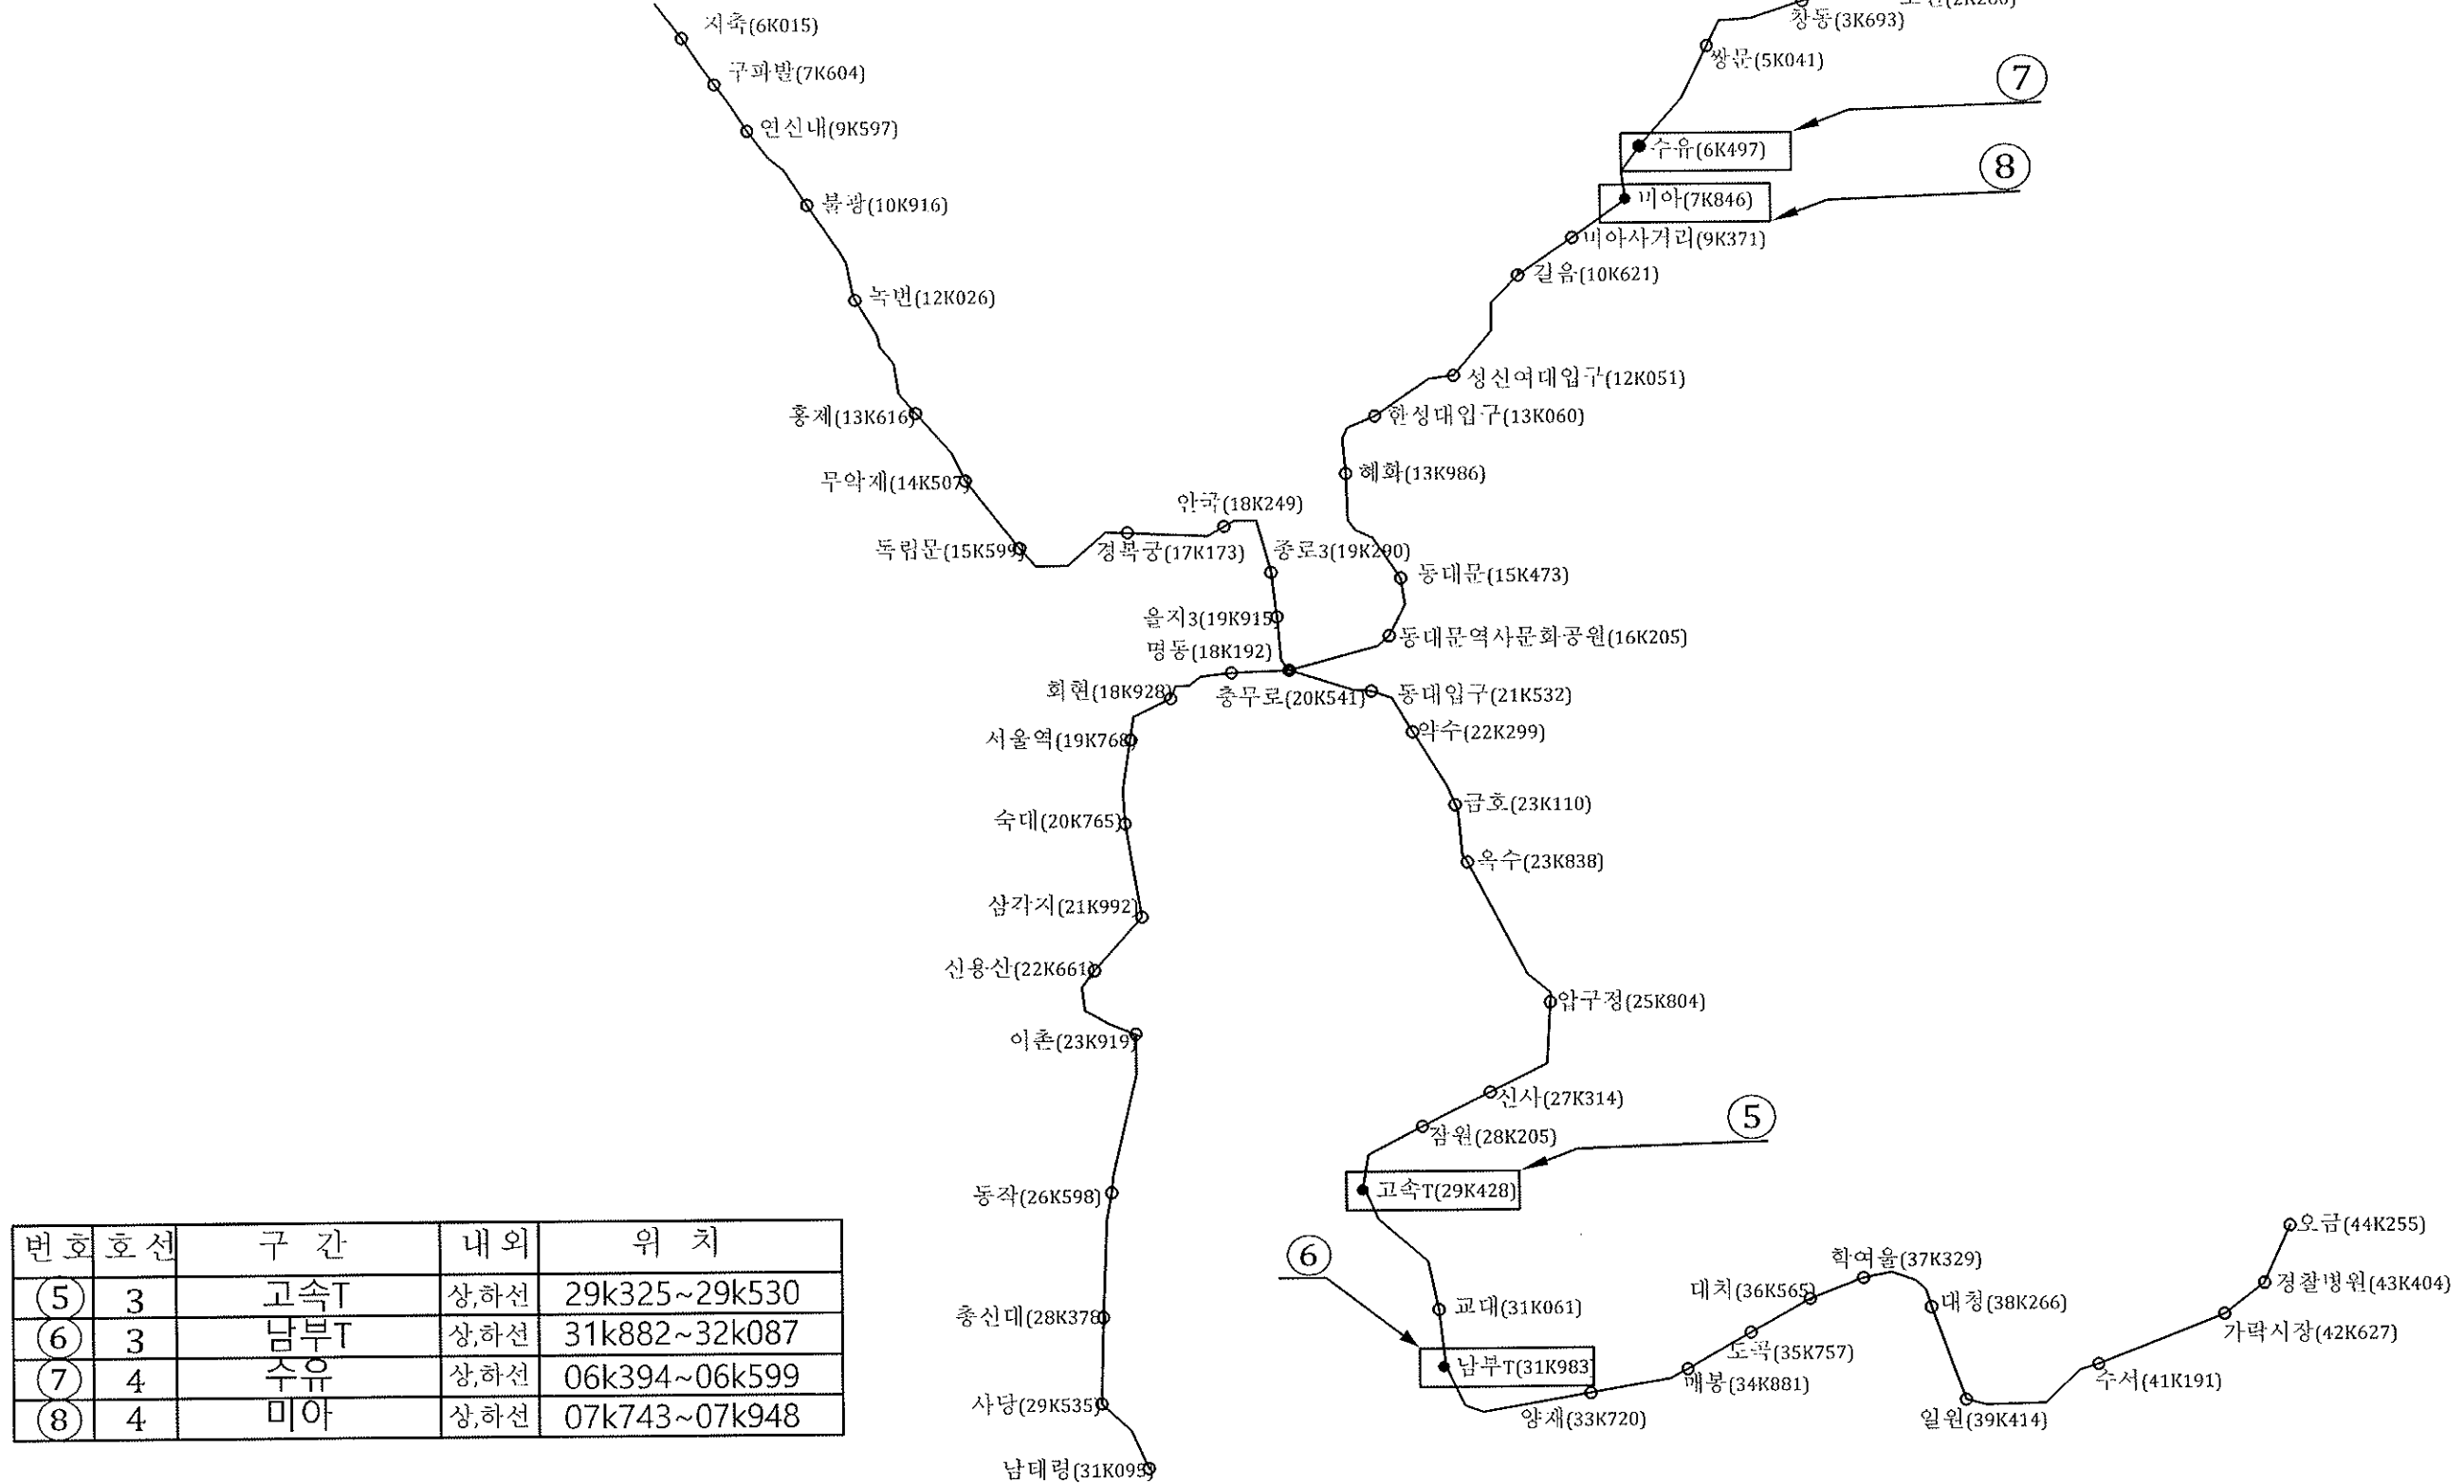 지축(6K015)
구파발(7K604)
연신내(9K597)
불광(10K916)
녹번(12K026)
홍제(13K616)
무악재(14K507)
독립문(15K599)
경복궁(17K173)
안국(18K249)
종로3(19K290)
을지3(19K915)
명동(18K192)
충무로(20K541)
회현(18K928)
서울역(19K768)
숙대(20K765)
삼각지(21K992)
신용산(22K661)
이촌(23K919)
동작(26K598)
총신대(28K378)
사당(29K535)
남태령(31K095)
창동(3K693)
쌍문(5K041)
⑦
수유(6K497)
⑧
미아(7K846)
미아사거리(9K371)
길음(10K621)
성신여대입구(12K051)
한성대입구(13K060)
혜화(13K986)
동대문(15K473)
동대문역사문화공원(16K205)
동대입구(21K532)
약수(22K299)
금호(23K110)
옥수(23K838)
압구정(25K804)
신사(27K314)
잠원(28K205)
⑤
고속T(29K428)
⑥
교대(31K061)
남부T(31K983)
양재(33K720)
매봉(34K881)
도곡(35K757)
대치(36K565)
학여울(37K329)
대청(38K266)
일원(39K414)
수서(41K191)
가락시장(42K627)
경찰병원(43K404)
오금(44K255)
번호 호선 구 간 내외 위 치
⑤ 3 고속T 상,하선 29k325~29k530
⑥ 3 남부T 상,하선 31k882~32k087
⑦ 4 수유 상,하선 06k394~06k599
⑧ 4 미아 상,하선 07k743~07k948